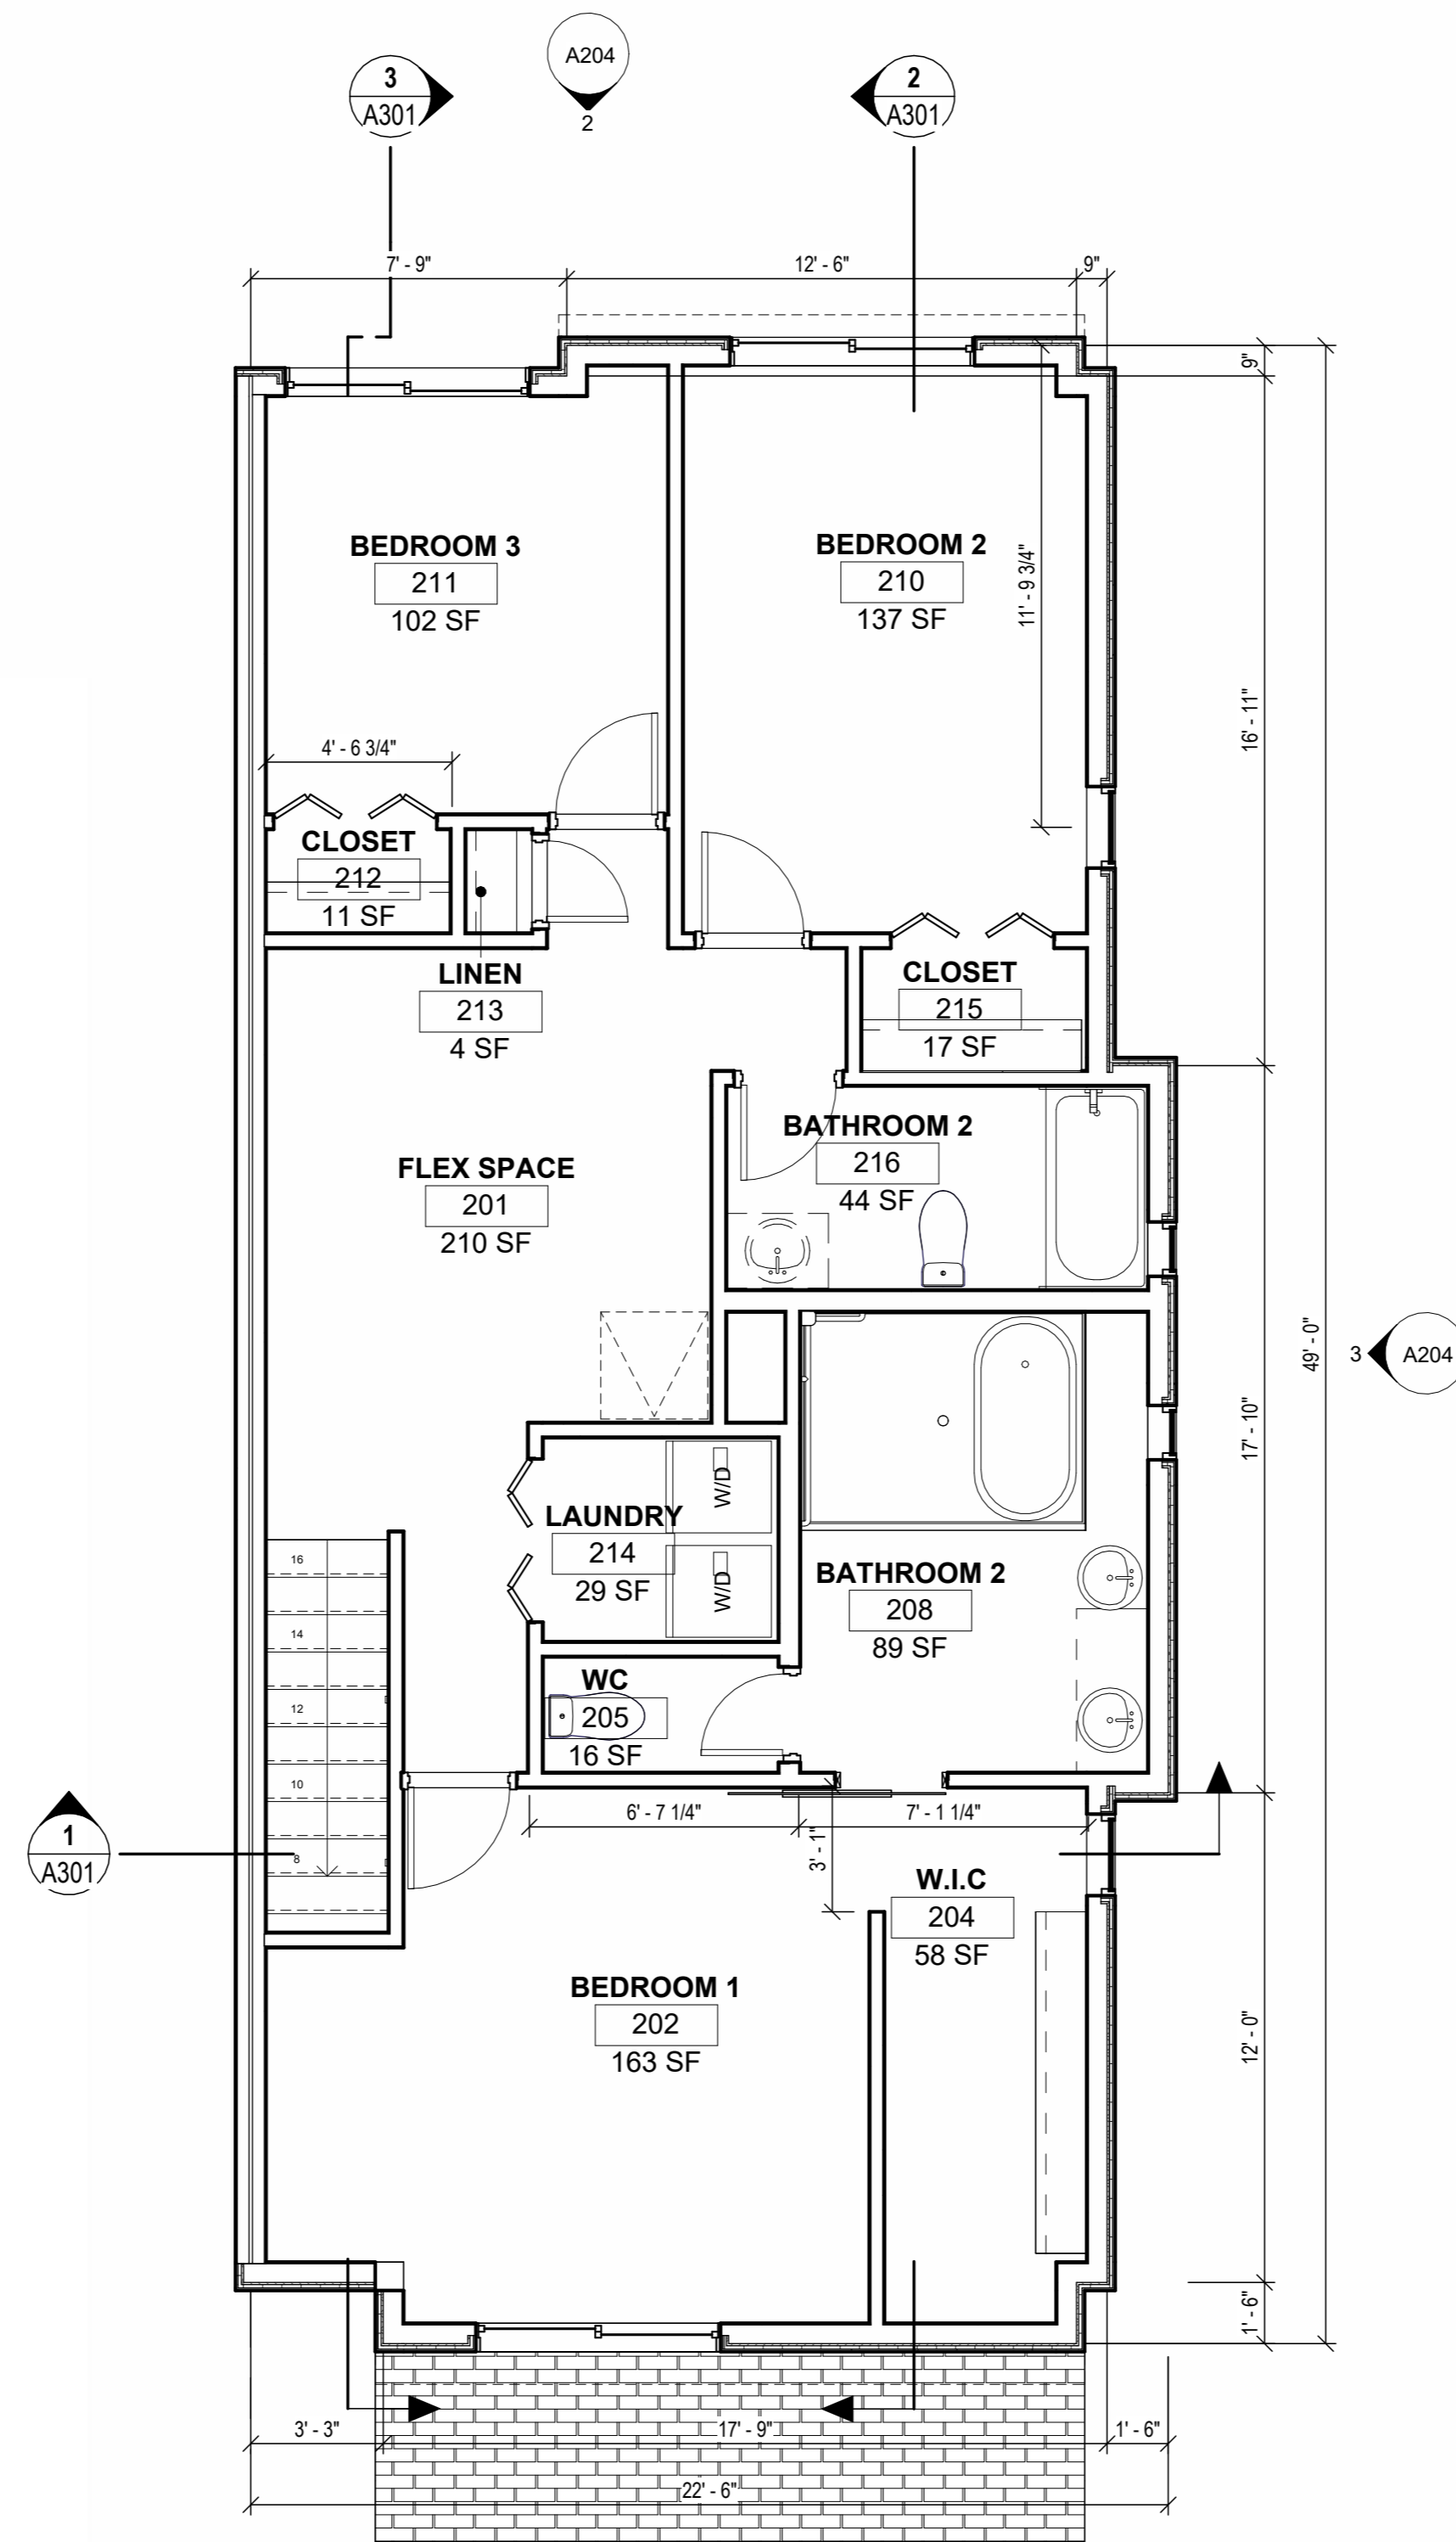 A204
2
3
A301
2
A301
7' - 9"
12' - 6"
9"
9"
BEDROOM 3
211
102 SF
BEDROOM 2
210
137 SF
11' - 9 3/4"
16' - 11"
4' - 6 3/4"
CLOSET
212
11 SF
LINEN
213
4 SF
CLOSET
215
17 SF
BATHROOM 2
216
44 SF
FLEX SPACE
201
210 SF
49' - 0"
3
A204
17' - 10"
W/D
LAUNDRY
214
29 SF
W/D
BATHROOM 2
208
89 SF
16
14
12
10
8
WC
205
16 SF
6' - 7 1/4"
7' - 1 1/4"
3' - 1"
1
A301
W.I.C
204
58 SF
BEDROOM 1
202
163 SF
12' - 0"
1' - 6"
3' - 3"
17' - 9"
1' - 6"
22' - 6"